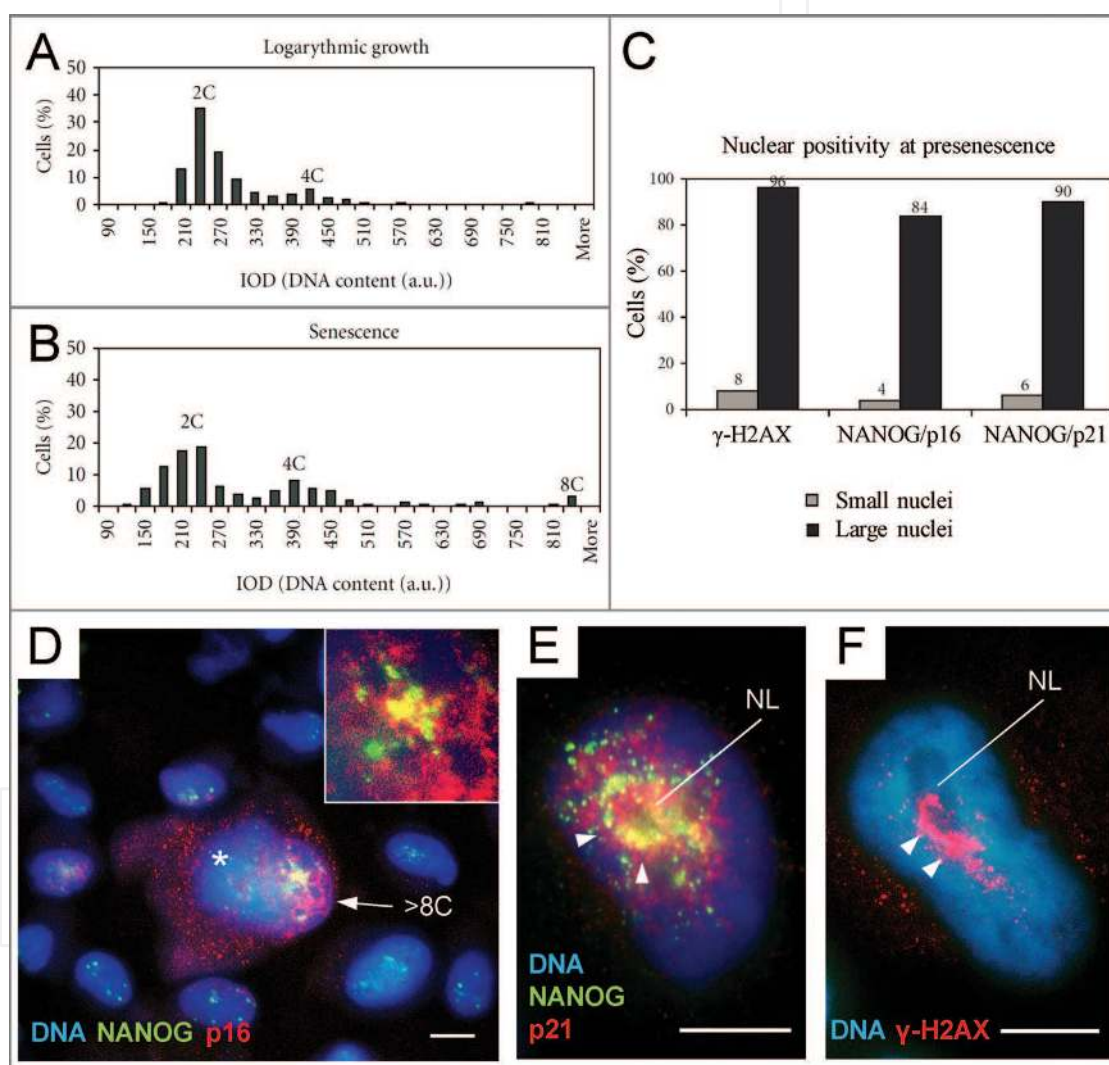 A
Logarythmic growth
Cells (%)
50
40
30
20
10
0
2C
4C
90
150
210
270
330
390
450
510
570
630
690
750
810
More
IOD (DNA content (a.u.))
B
Senescence
Cells (%)
50
40
30
20
10
0
2C
4C
8C
90
150
210
270
330
390
450
510
570
630
690
750
810
More
IOD (DNA content (a.u.))
C
Nuclear positivity at presenescence
Cells (%)
100
80
60
40
20
0
8
96
4
84
6
90
γ-H2AX NANOG/p16 NANOG/p21
Small nuclei
Large nuclei
D
*
>8C
DNA NANOG p16
E
NL
DNA
NANOG
p21
F
NL
DNA γ-H2AX